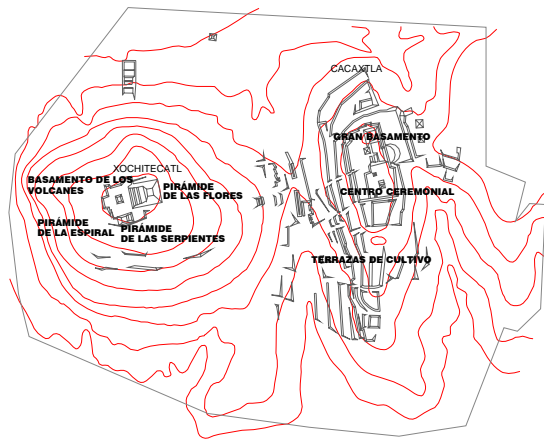 CACAXTLA
GRAN BASAMENTO
XOCHITECATL
BASAMENTO DE LOS
VOLCANES
PIRÁMIDE
DE LAS FLORES
CENTRO CEREMONIAL
PIRÁMIDE
DE LA ESPIRAL
PIRÁMIDE
DE LAS SERPIENTES
TERRAZAS DE CULTIVO